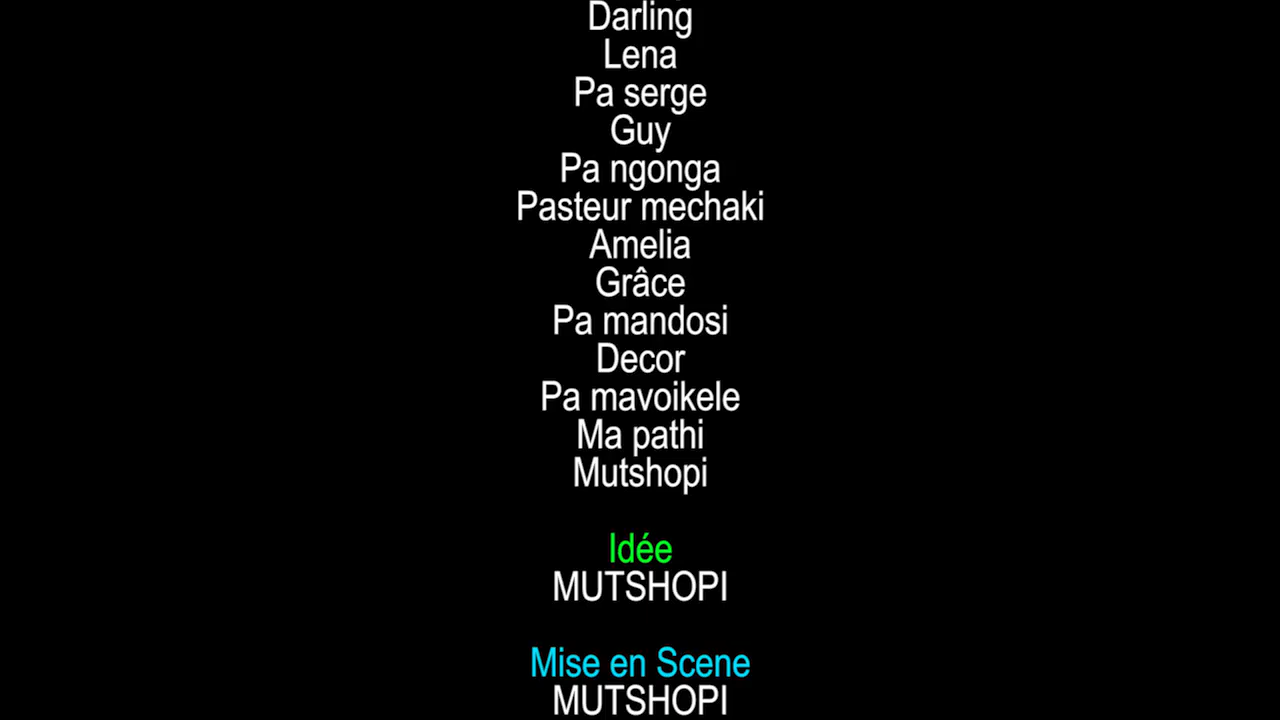 Darling
Lena
Pa serge
Guy
Pa ngonga
Pasteur mechaki
Amelia
Grâce
Pa mandosi
Decor
Pa mavoikele
Ma pathi
Mutshopi
Idée
MUTSHOPI
Mise en Scene
MUTSHOPI